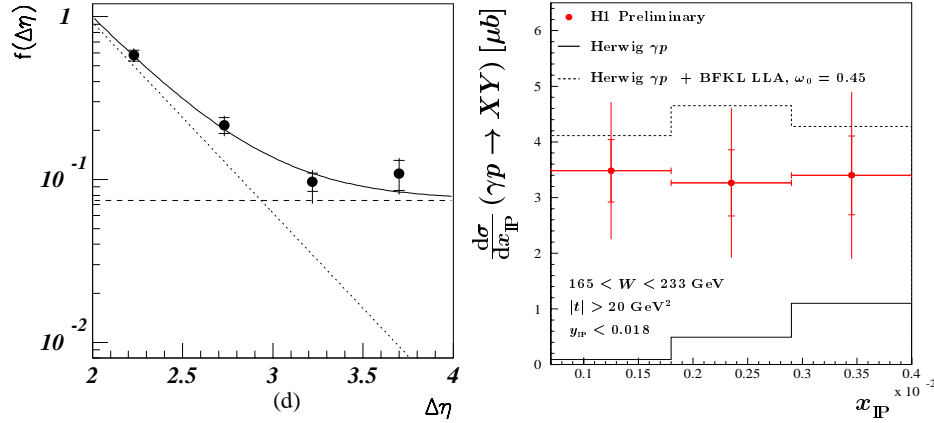 f(Δη)
1
10⁻¹
10⁻²
2
2.5
3
3.5
4
(d)
Δη
dσ/dx_IP (γp → XY) [μb]
H1 Preliminary
Herwig γp
Herwig γp + BFKL LLA, ω₀ = 0.45
6
5
4
3
2
1
0
165 < W < 233 GeV
|t| > 20 GeV²
y_IP < 0.018
0.1
0.15
0.2
0.25
0.3
0.35
0.4
x 10⁻²
x_IP